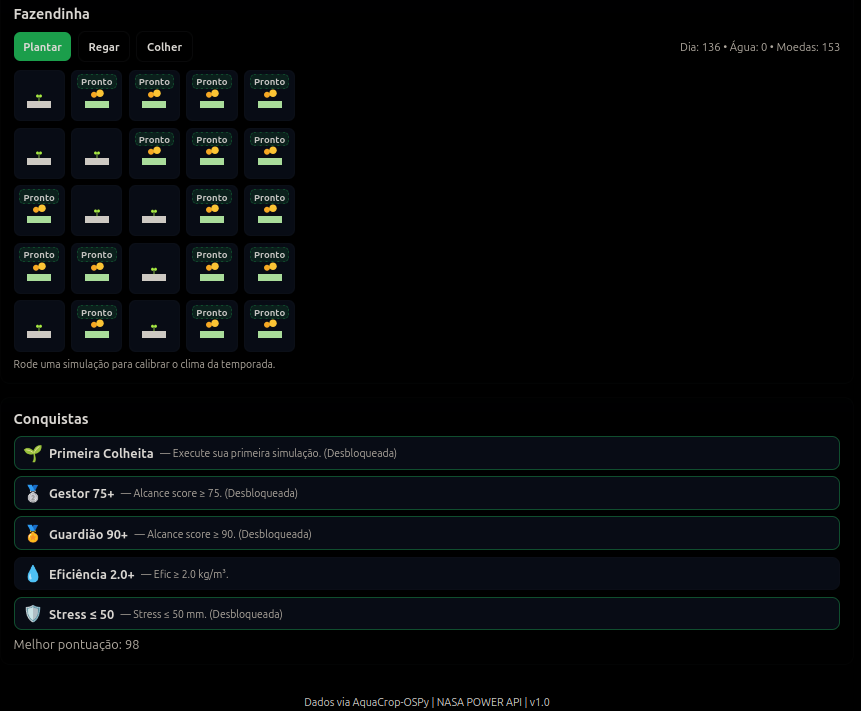 Fazendinha
Plantar Regar Colher Dia: 136 • Água: 0 • Moedas: 153
Pronto Pronto Pronto Pronto
Pronto Pronto Pronto
Pronto Pronto Pronto
Pronto Pronto Pronto Pronto
Pronto Pronto Pronto
Rode uma simulação para calibrar o clima da temporada.
Conquistas
Primeira Colheita — Execute sua primeira simulação. (Desbloqueada)
Gestor 75+ — Alcance score ≥ 75. (Desbloqueada)
Guardião 90+ — Alcance score ≥ 90. (Desbloqueada)
Eficiência 2.0+ — Efic ≥ 2.0 kg/m³.
Stress ≤ 50 — Stress ≤ 50 mm. (Desbloqueada)
Melhor pontuação: 98
Dados via AquaCrop-OSPy | NASA POWER API | v1.0